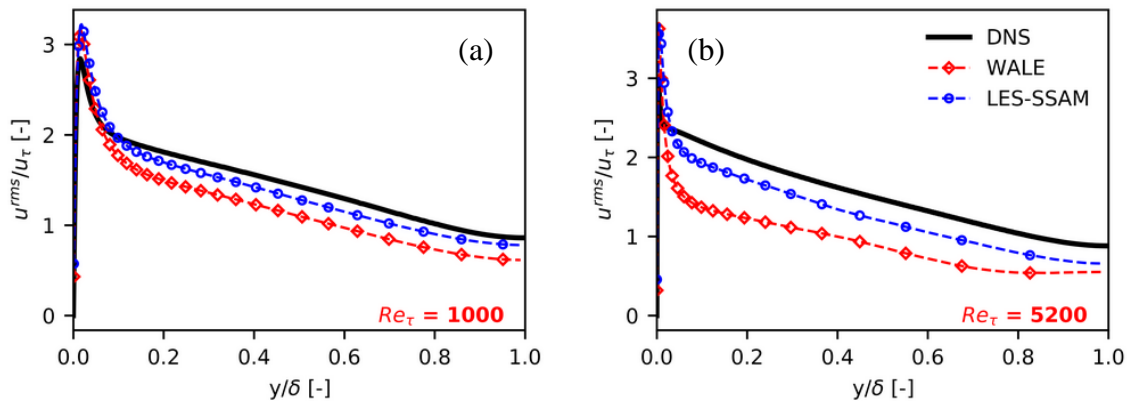 (a)
3
2
1
0
u^{rms}/u_τ [-]
Re_τ = 1000
0.0 0.2 0.4 0.6 0.8 1.0
y/δ [-]
(b)
DNS
WALE
LES-SSAM
3
2
1
0
u^{rms}/u_τ [-]
Re_τ = 5200
0.0 0.2 0.4 0.6 0.8 1.0
y/δ [-]